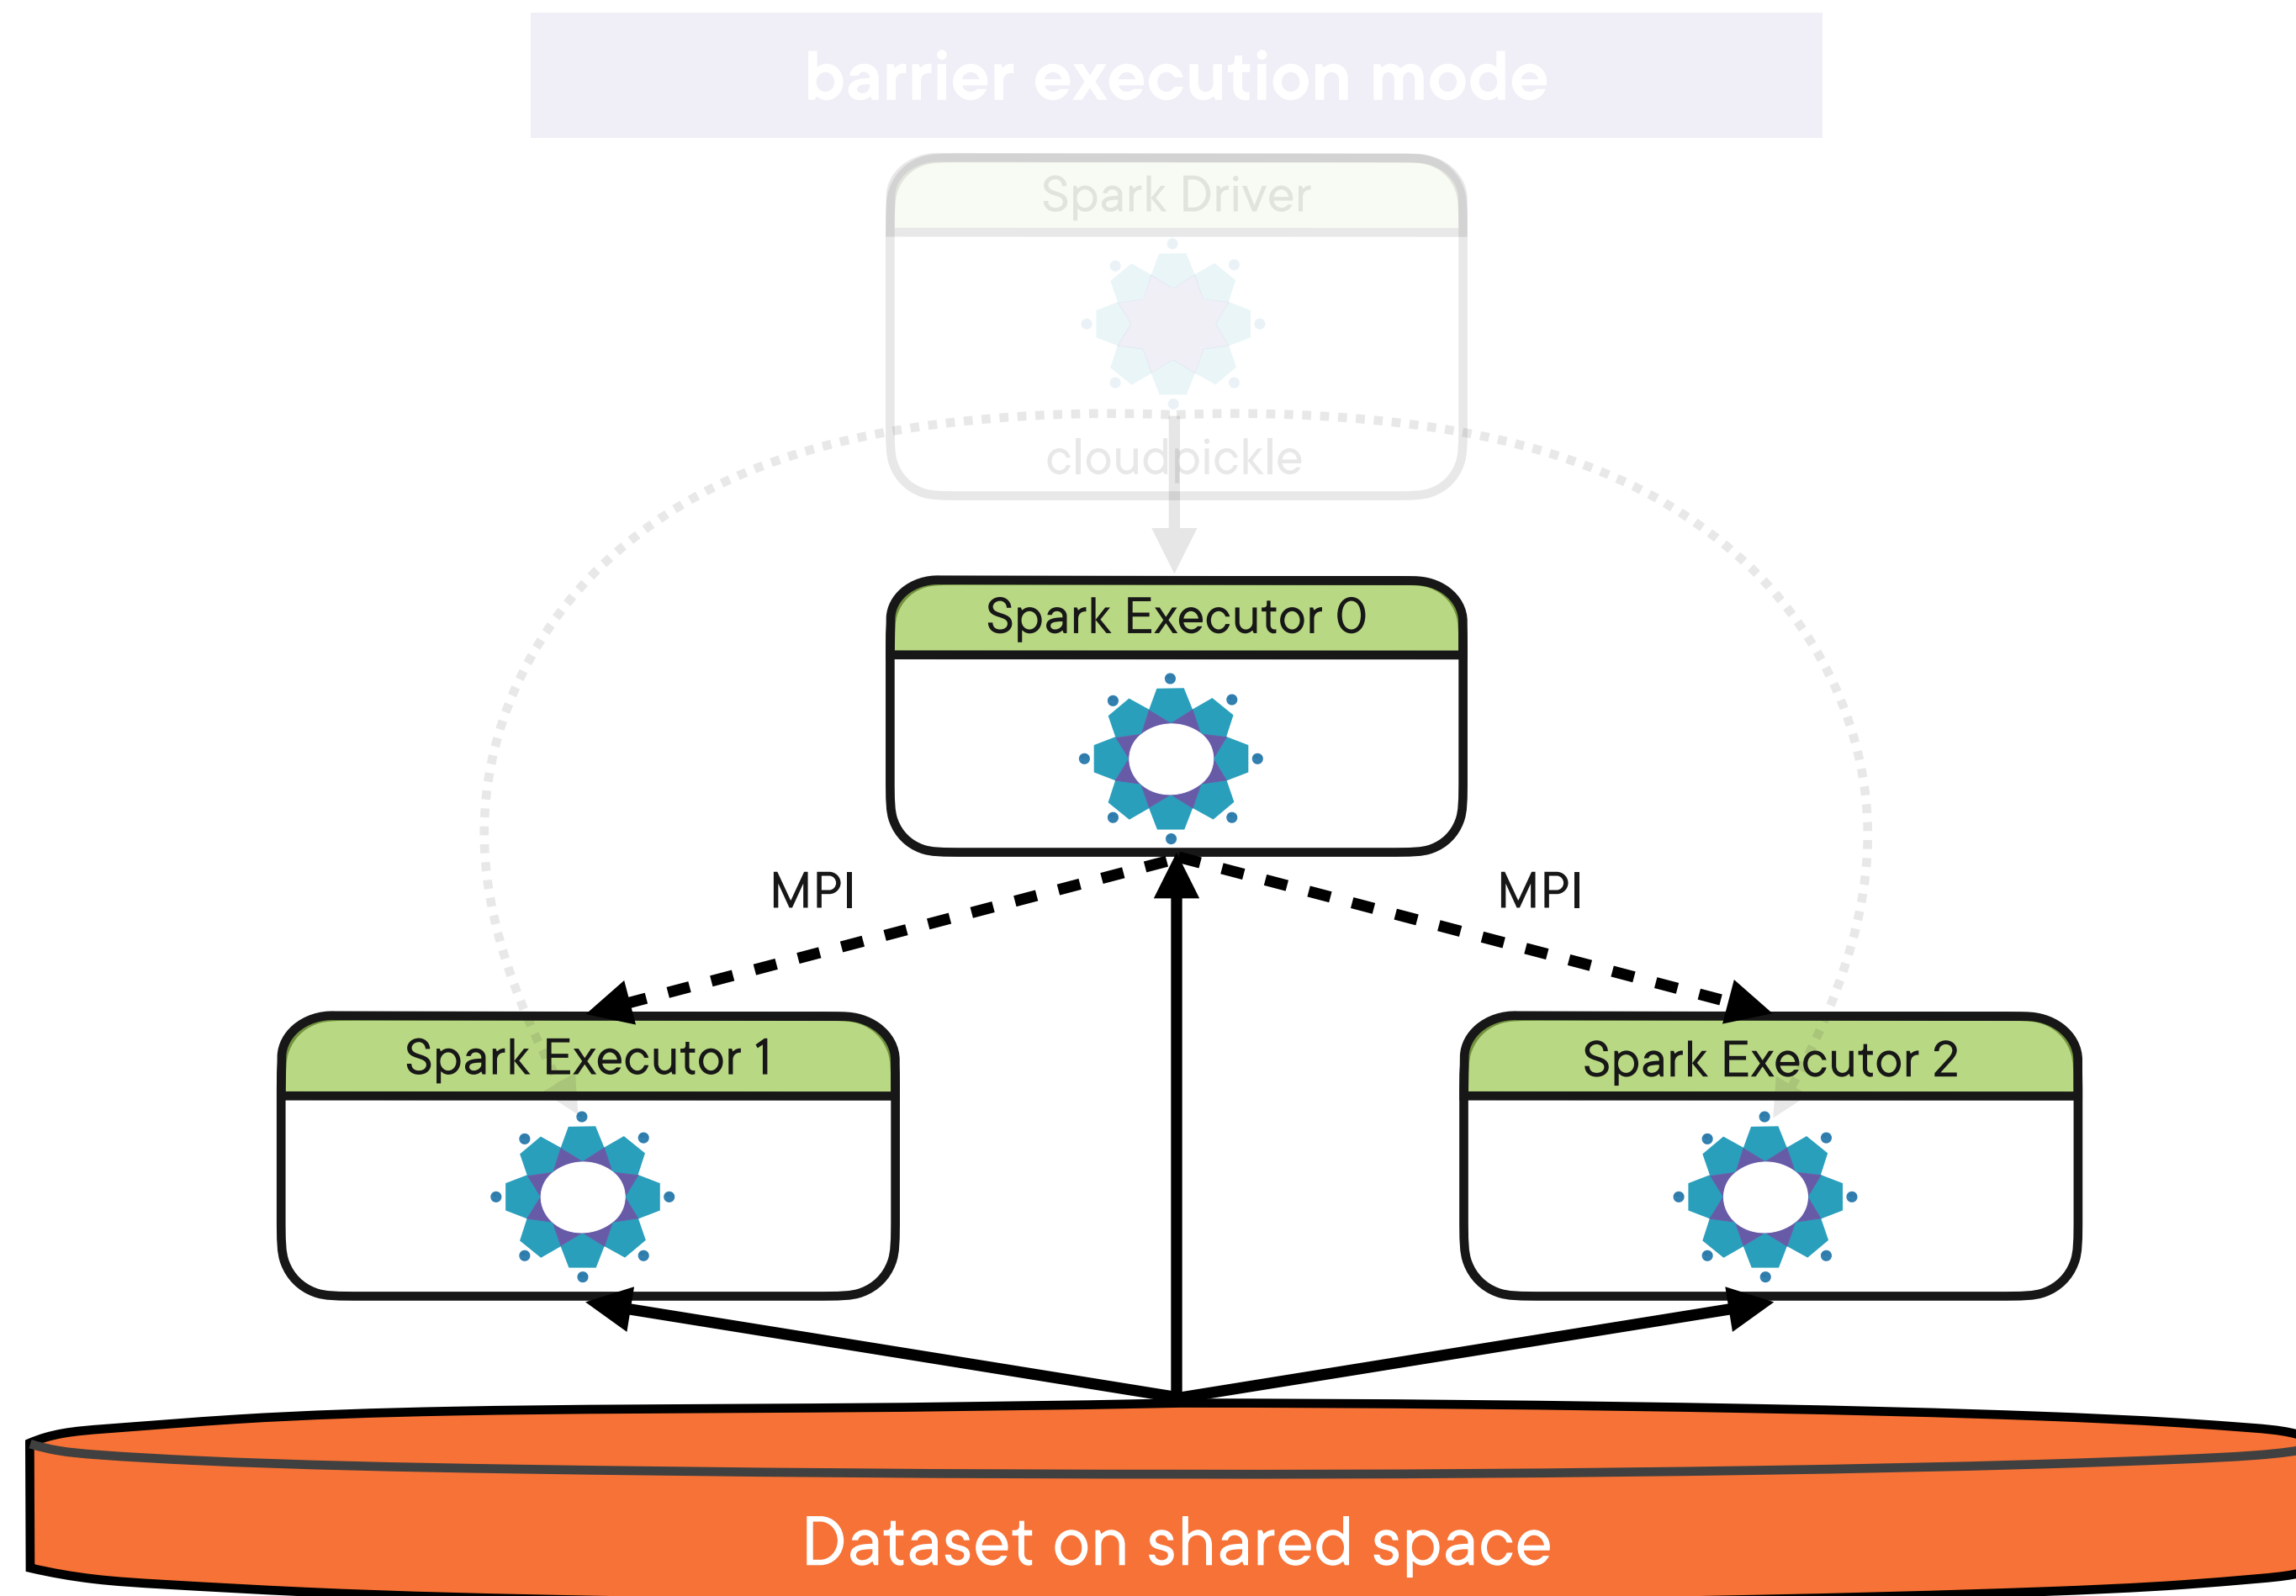 barrier execution mode
Spark Driver
cloudpickle
Spark Executor 0
MPI
MPI
Spark Executor 1
Spark Executor 2
Dataset on shared space